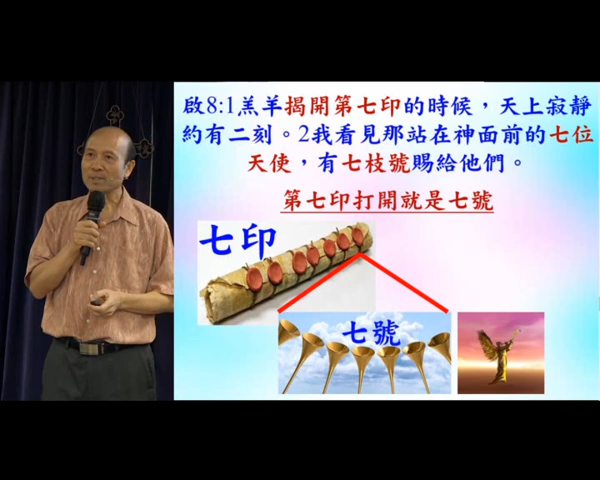 啟8:1羔羊揭開第七印的時候，天上寂靜
約有二刻。2我看見那站在神面前的七位
天使，有七枝號賜給他們。
第七印打開就是七號
七印
七號